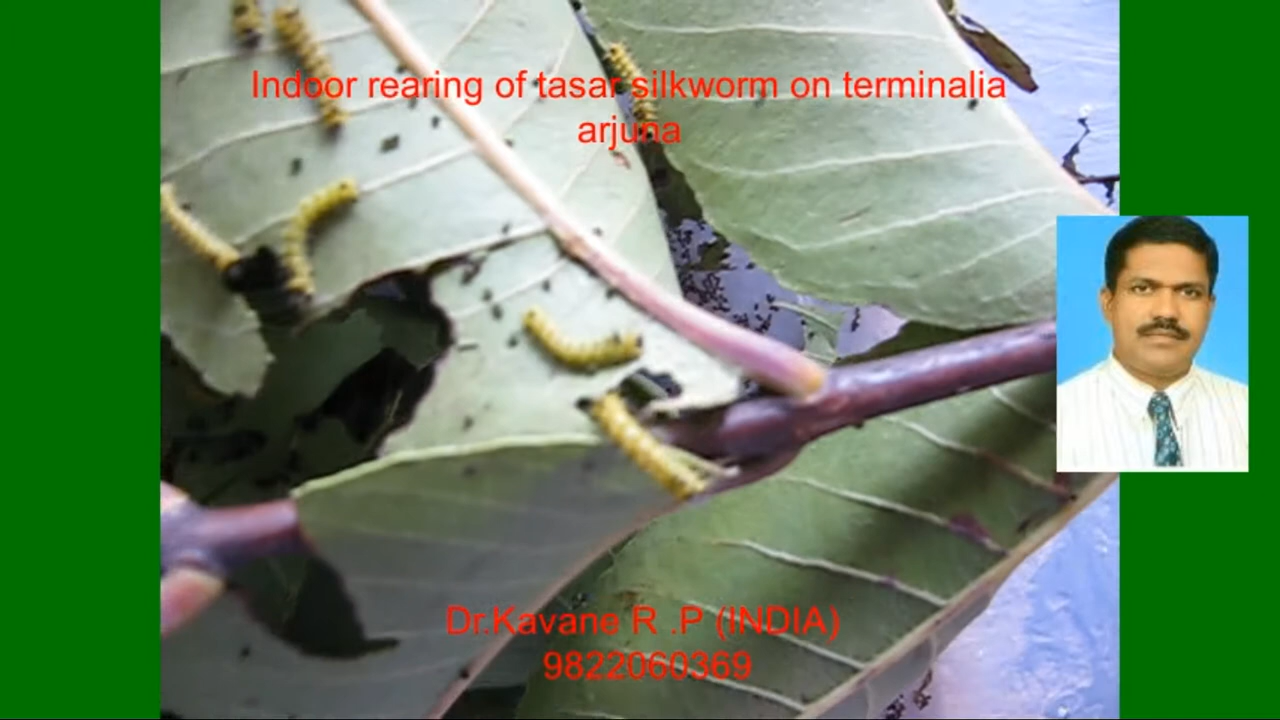 Indoor rearing of tasar silkworm on terminalia
arjuna
Dr.Kavane R .P (INDIA)
9822060369